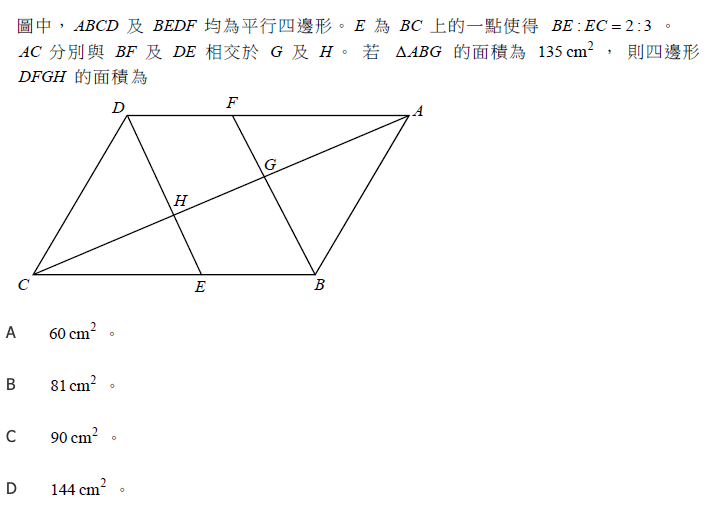 圖中，ABCD 及 BEDF 均為平行四邊形。E 為 BC 上的一點使得 BE : EC = 2 : 3 。
AC 分別與 BF 及 DE 相交於 G 及 H。若 ΔABG 的面積為 135 cm²，則四邊形
DFGH 的面積為
D
F
A
G
H
C
E
B
A 60 cm² 。
B 81 cm² 。
C 90 cm² 。
D 144 cm² 。